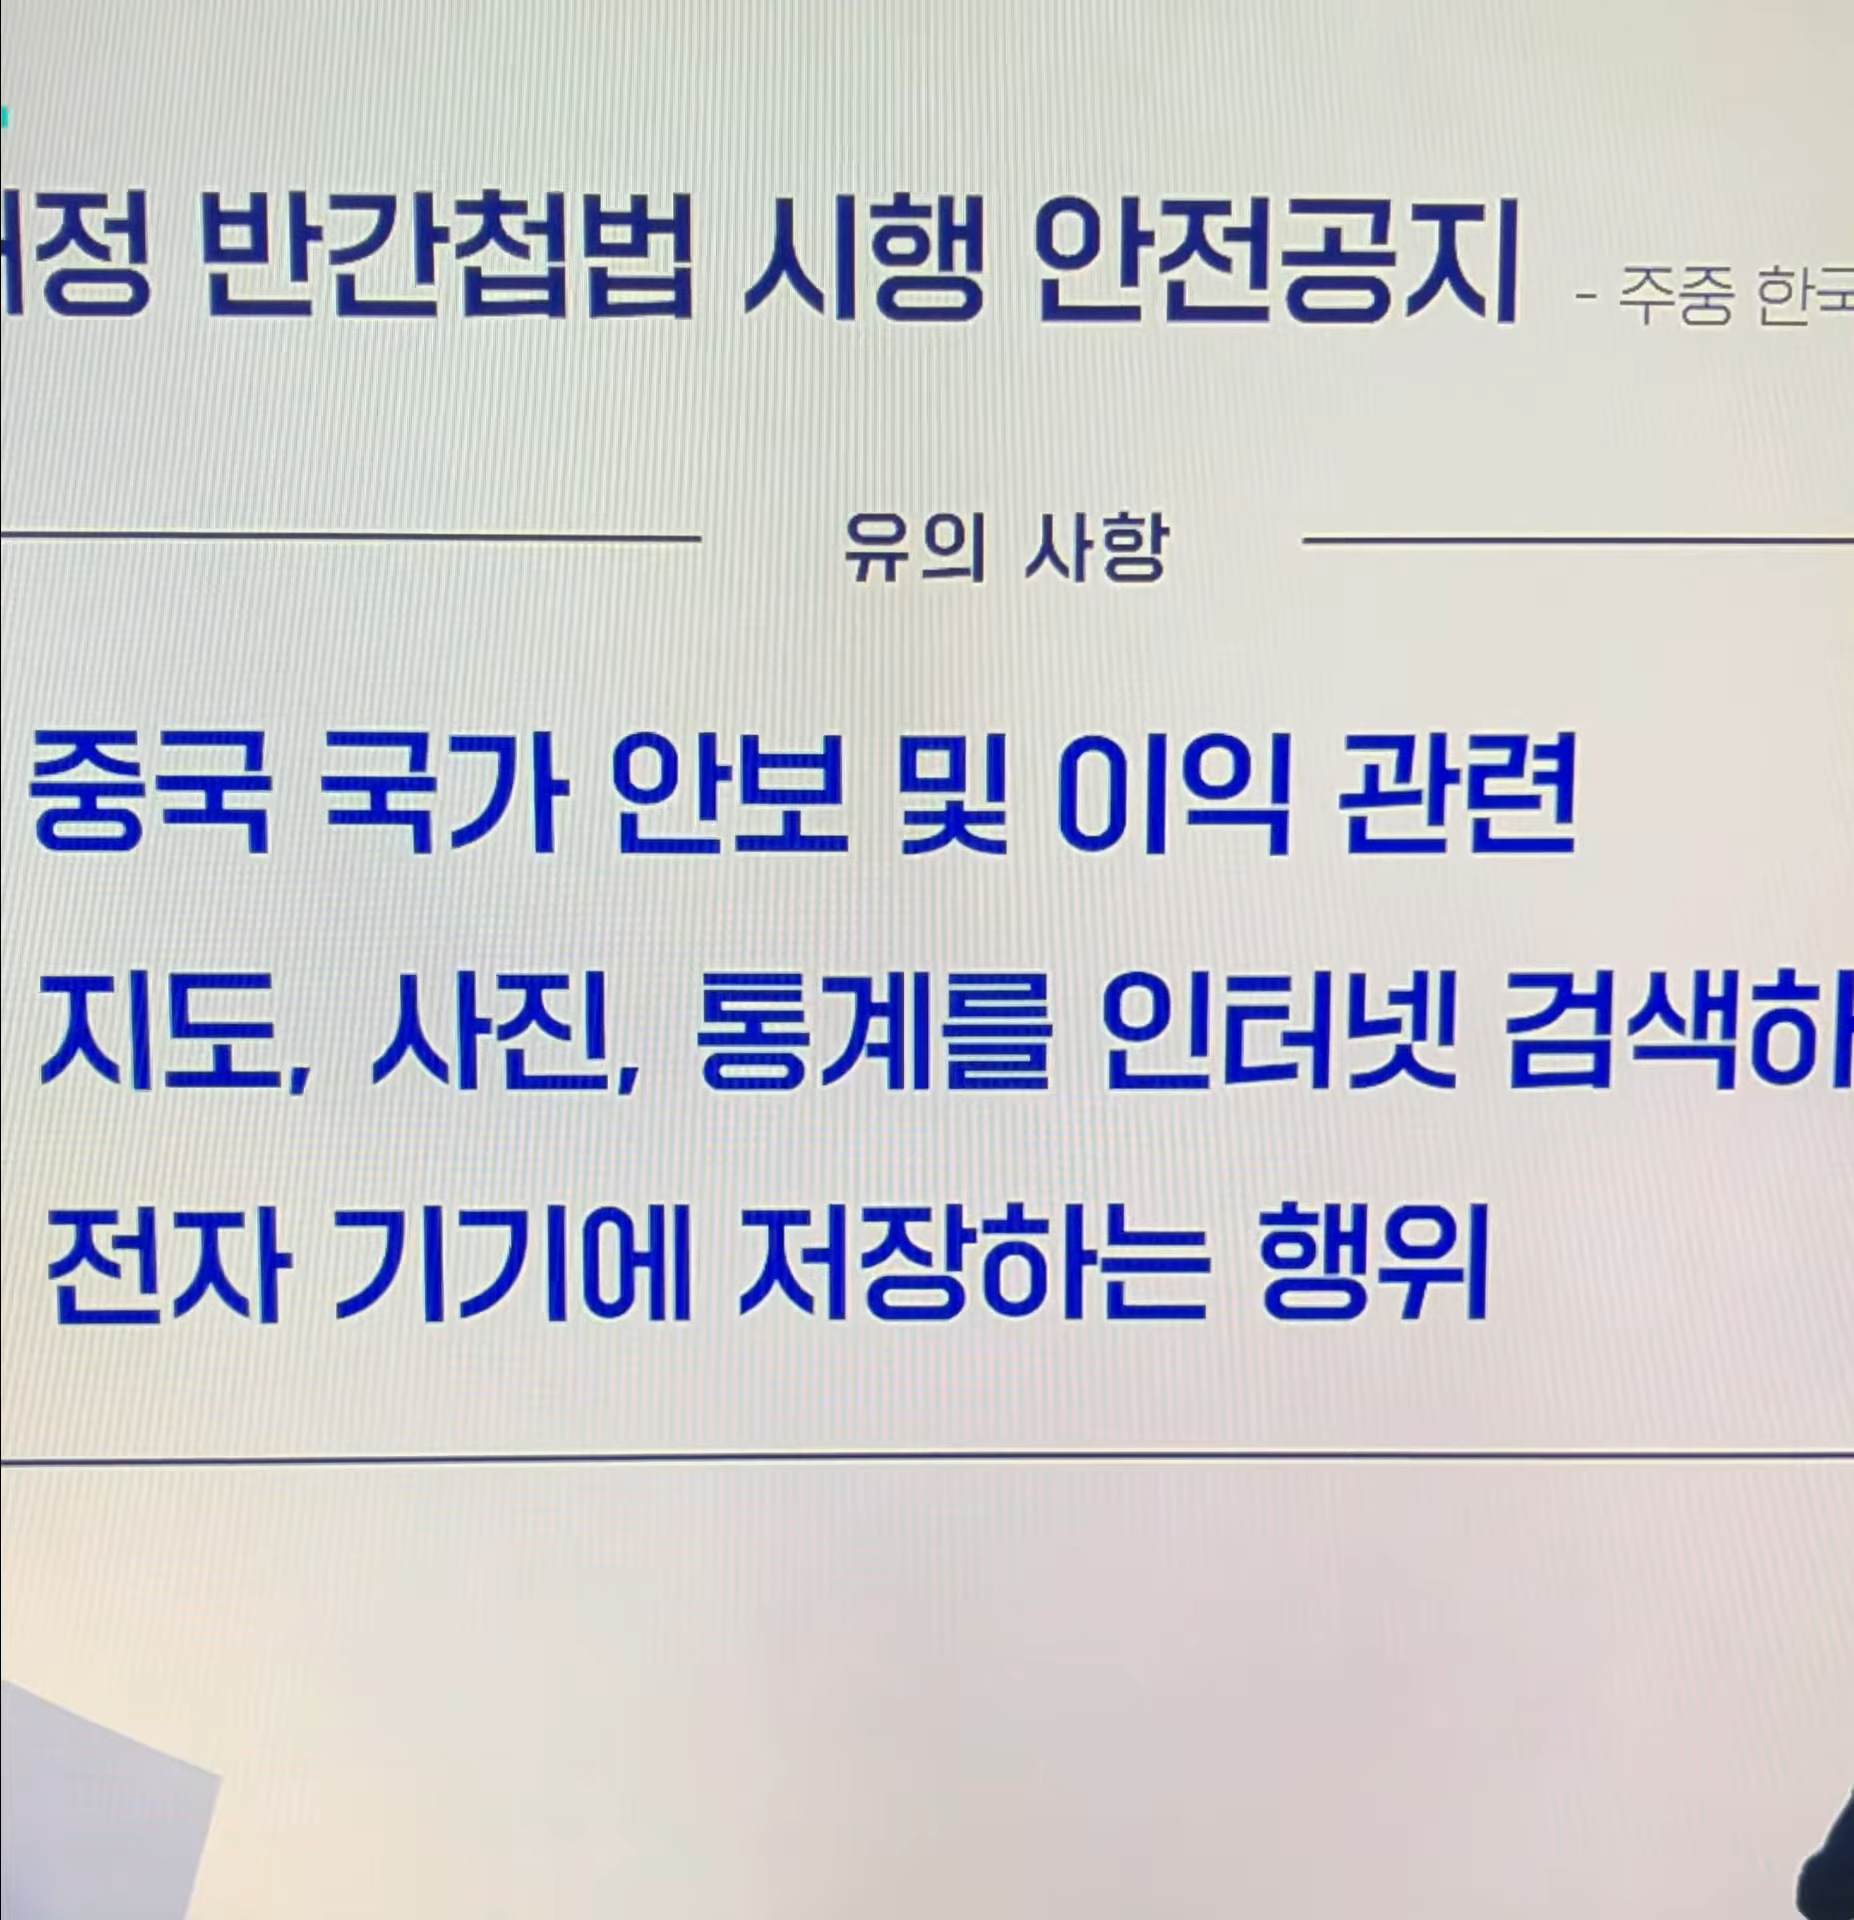 정 반간첩법 시행 안전공지 - 주중 한국
유의 사항
중국 국가 안보 및 이익 관련
지도, 사진, 통계를 인터넷 검색하
전자 기기에 저장하는 행위